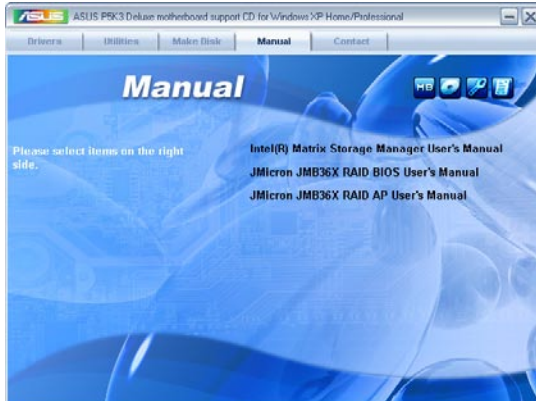 ASUS P5K3 Deluxe motherboard support CD for Windows XP Home/Professional
Drivers Utilities Make Disk Manual Contact
Manual
MB
Please select items on the right
side.
Intel(R) Matrix Storage Manager User's Manual
JMicron JMB36X RAID BIOS User's Manual
JMicron JMB36X RAID AP User's Manual